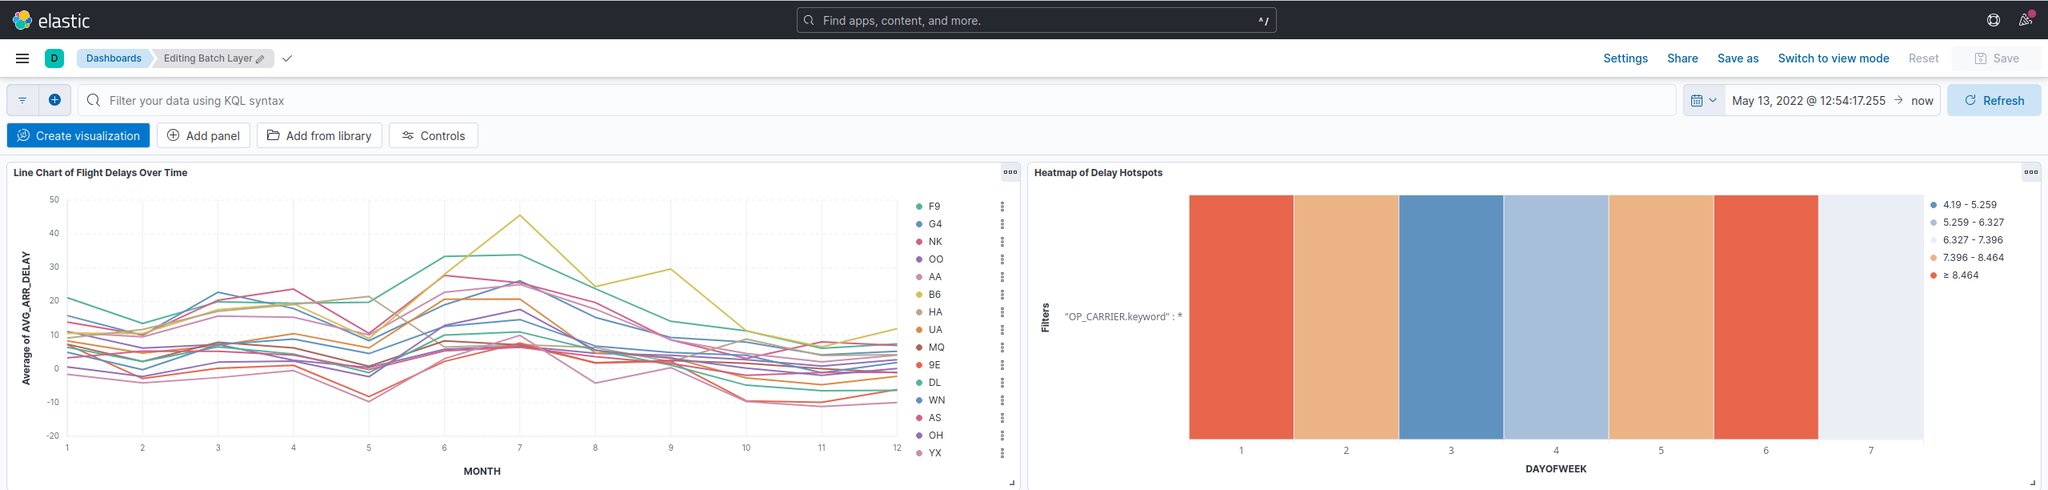 elastic
Find apps, content, and more.
^/
D
Dashboards
Editing Batch Layer
Settings
Share
Save as
Switch to view mode
Reset
Save
Filter your data using KQL syntax
May 13, 2022 @ 12:54:17.255 → now
Refresh
Create visualization
Add panel
Add from library
Controls
Line Chart of Flight Delays Over Time
Average of AVG_ARR_DELAY
50
40
30
20
10
0
-10
-20
1 2 3 4 5 6 7 8 9 10 11 12
MONTH
F9
G4
NK
OO
AA
B6
HA
UA
MQ
9E
DL
WN
AS
OH
YX
Heatmap of Delay Hotspots
Filters
"OP_CARRIER.keyword" : *
1 2 3 4 5 6 7
DAYOFWEEK
4.19 - 5.259
5.259 - 6.327
6.327 - 7.396
7.396 - 8.464
≥ 8.464